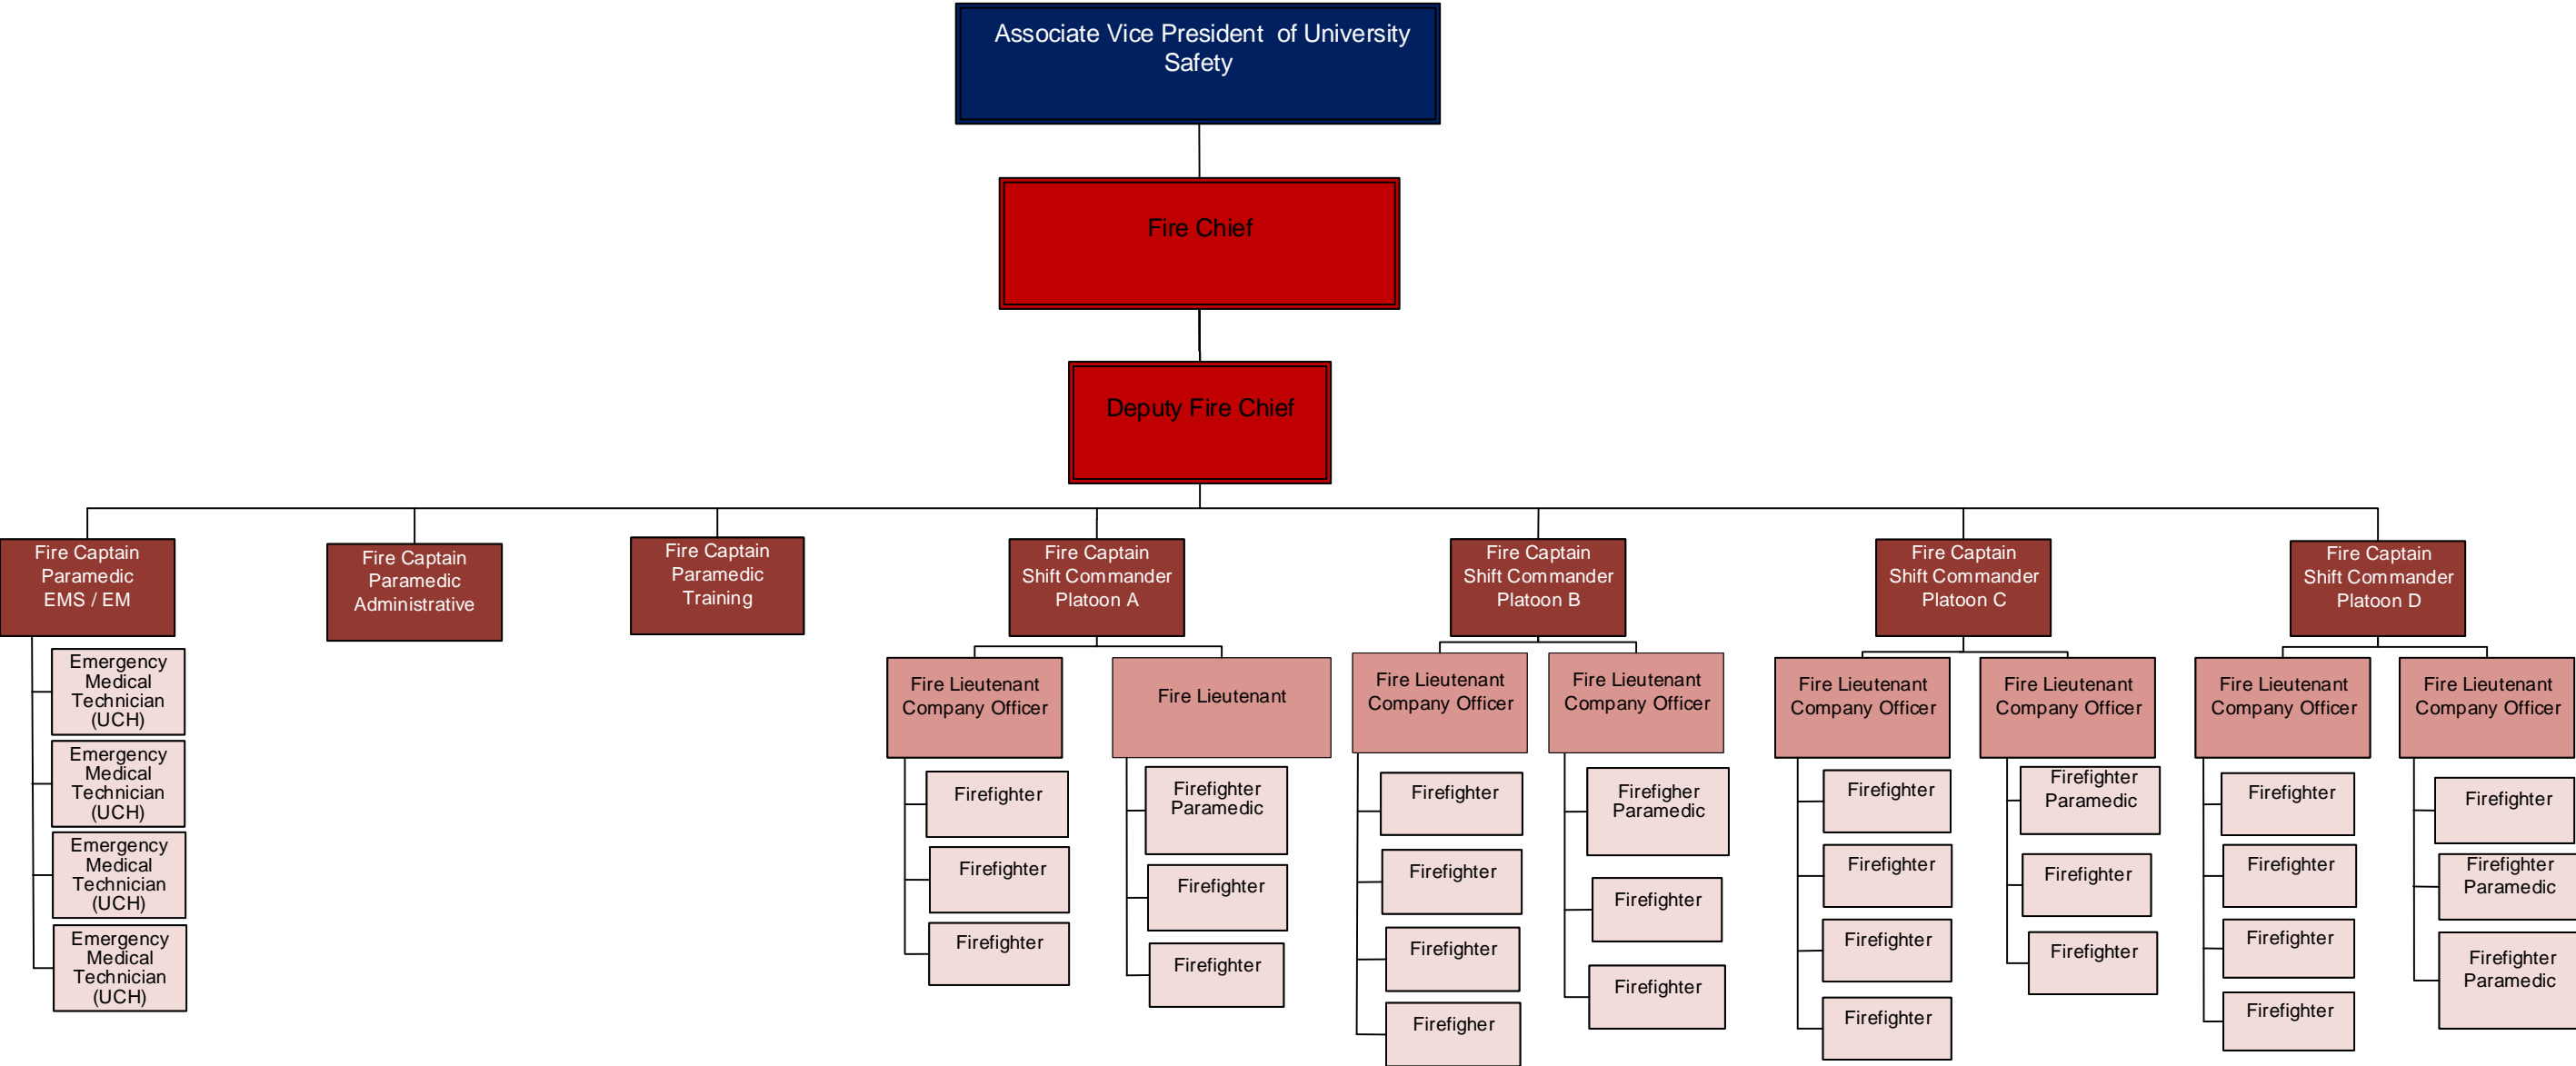 Associate Vice President of University
Safety
Fire Chief
Deputy Fire Chief
Fire Captain
Paramedic
EMS / EM
Emergency
Medical
Technician
(UCH)
Emergency
Medical
Technician
(UCH)
Emergency
Medical
Technician
(UCH)
Emergency
Medical
Technician
(UCH)
Fire Captain
Paramedic
Administrative
Fire Captain
Paramedic
Training
Fire Captain
Shift Commander
Platoon A
Fire Lieutenant
Company Officer
Firefighter
Firefighter
Firefighter
Fire Lieutenant
Firefighter
Paramedic
Firefighter
Firefighter
Fire Captain
Shift Commander
Platoon B
Fire Lieutenant
Company Officer
Firefighter
Firefighter
Firefighter
Firefigher
Fire Lieutenant
Company Officer
Firefigher
Paramedic
Firefighter
Firefighter
Fire Captain
Shift Commander
Platoon C
Fire Lieutenant
Company Officer
Firefighter
Firefighter
Firefighter
Firefighter
Fire Lieutenant
Company Officer
Firefighter
Paramedic
Firefighter
Firefighter
Fire Captain
Shift Commander
Platoon D
Fire Lieutenant
Company Officer
Firefighter
Firefighter
Firefighter
Firefighter
Fire Lieutenant
Company Officer
Firefighter
Firefighter
Paramedic
Firefighter
Paramedic